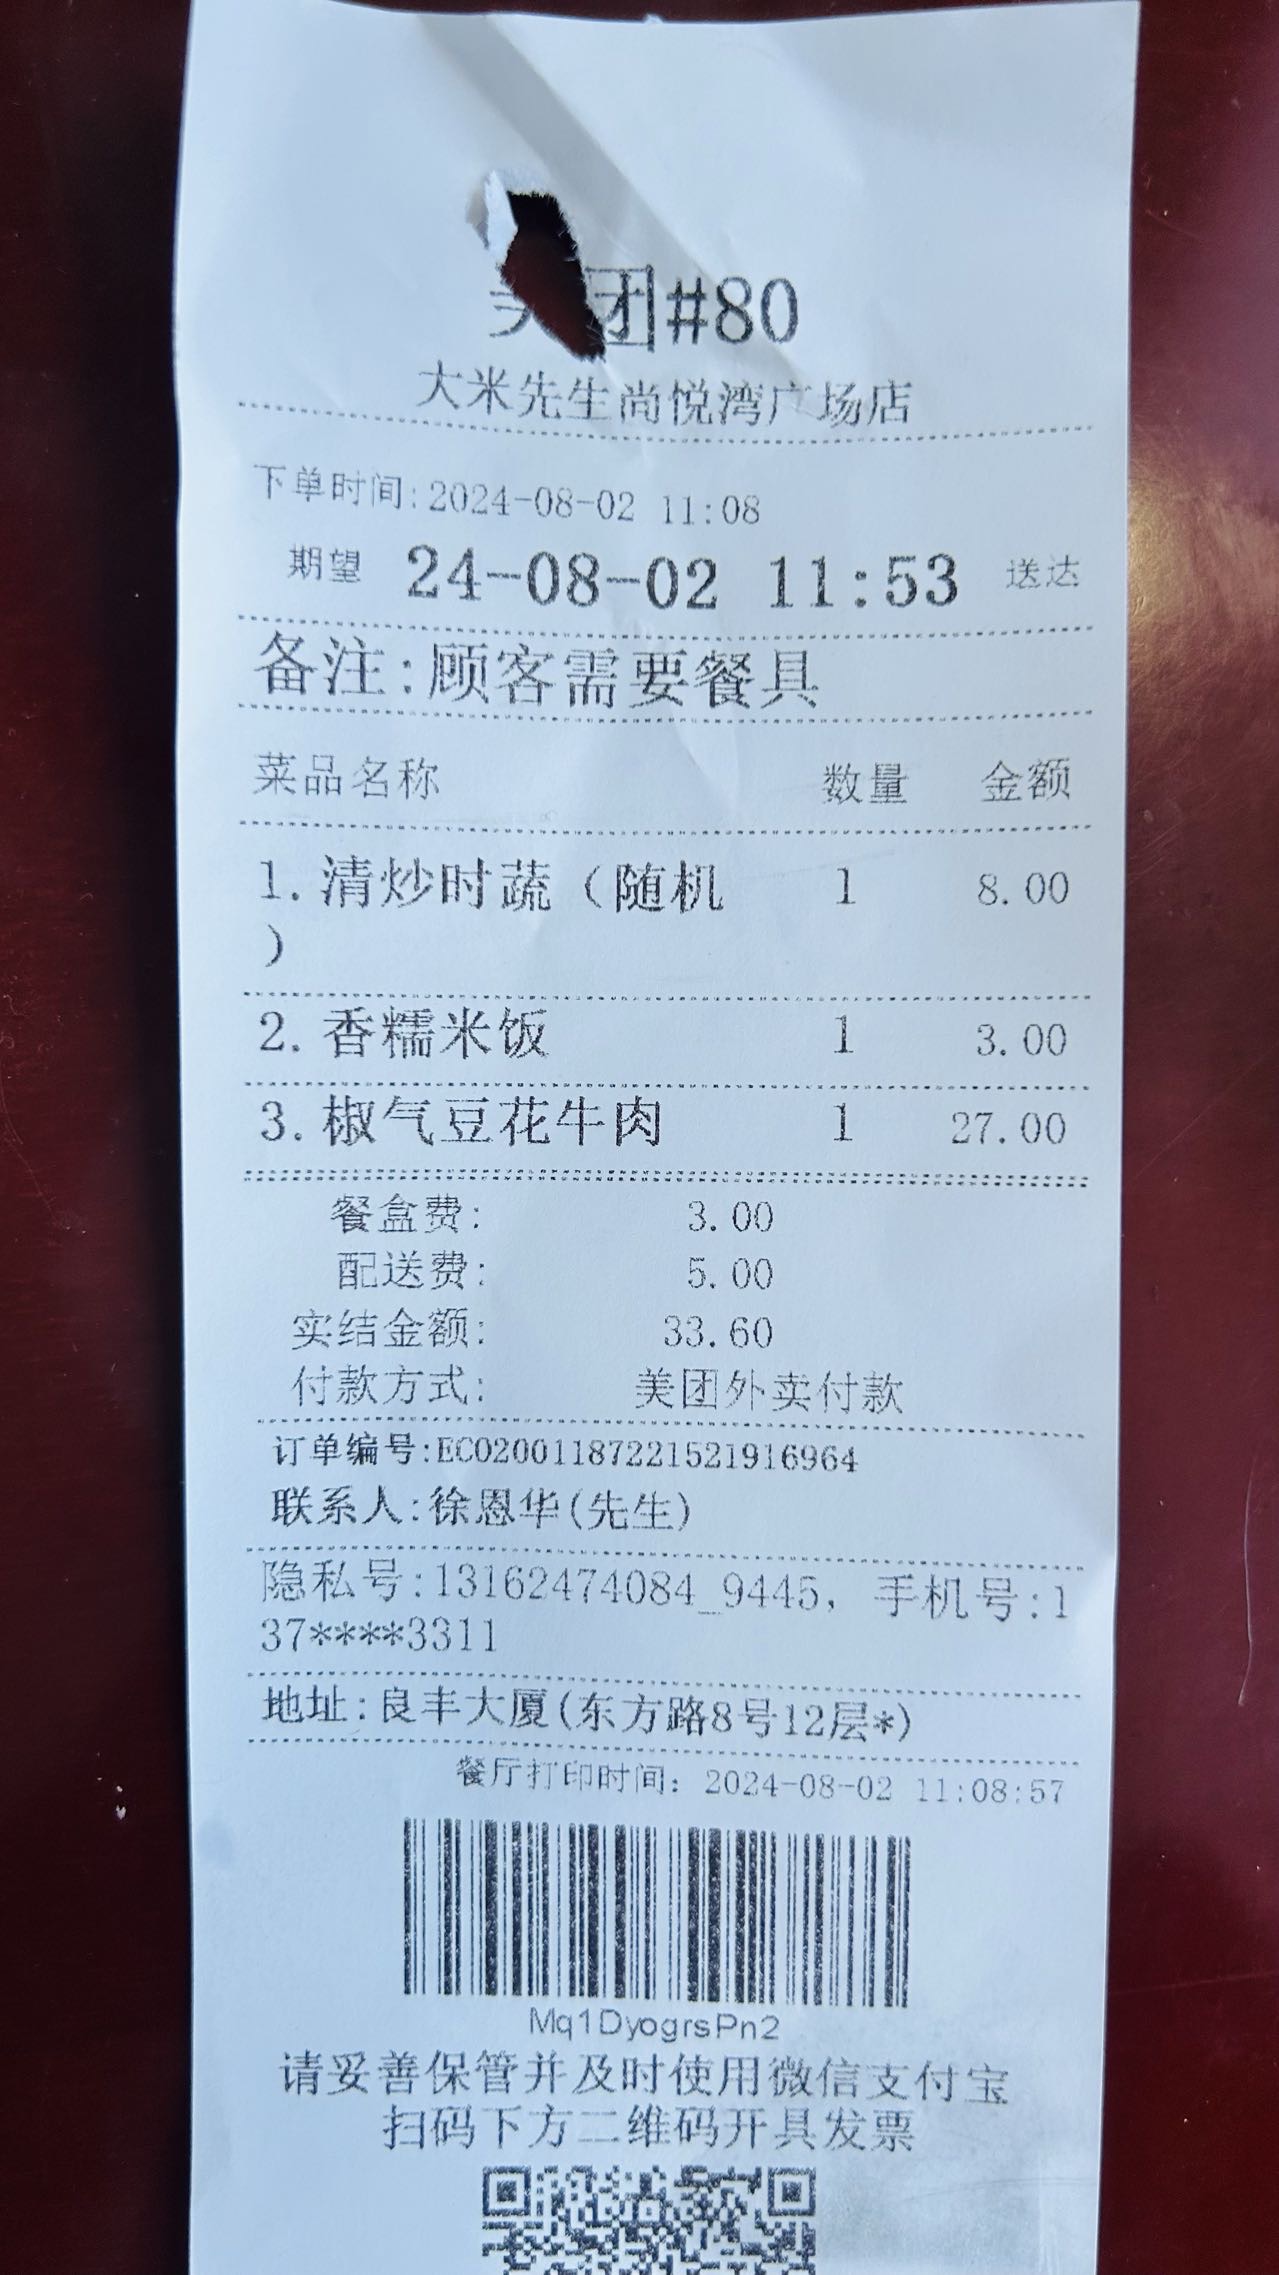 团#80
大米先生尚悦湾广场店
下单时间:2024-08-02 11:08
期望 24-08-02 11:53 送达
备注:顾客需要餐具
菜品名称 数量 金额
1.清炒时蔬（随机 1 8.00
）
2.香糯米饭 1 3.00
3.椒气豆花牛肉 1 27.00
餐盒费: 3.00
配送费: 5.00
实结金额: 33.60
付款方式: 美团外卖付款
订单编号:EC02001187221521916964
联系人:徐恩华(先生)
隐私号:13162474084_9445, 手机号:1
37****3311
地址:良丰大厦(东方路8号12层*)
餐厅打印时间: 2024-08-02 11:08:57
Mq1DyogrsPn2
请妥善保管并及时使用微信支付宝
扫码下方二维码开具发票